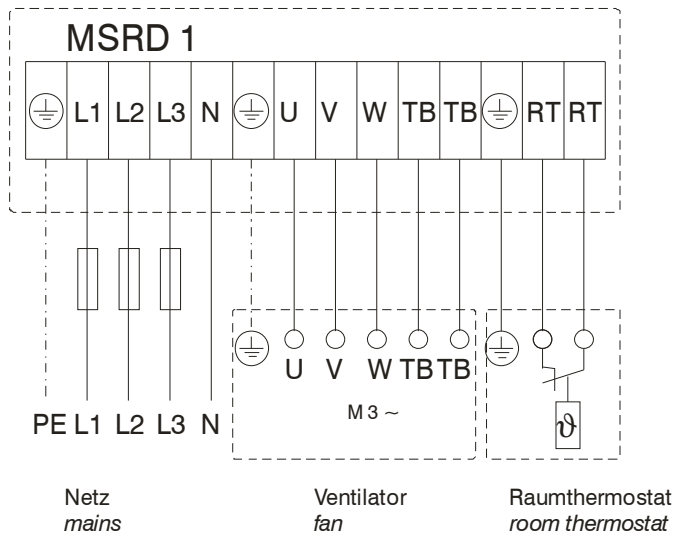 MSRD 1
L1 L2 L3 N U V W TB TB RT RT
U V W TB TB
M 3 ~
ϑ
PE L1 L2 L3 N
Netz
mains
Ventilator
fan
Raumthermostat
room thermostat